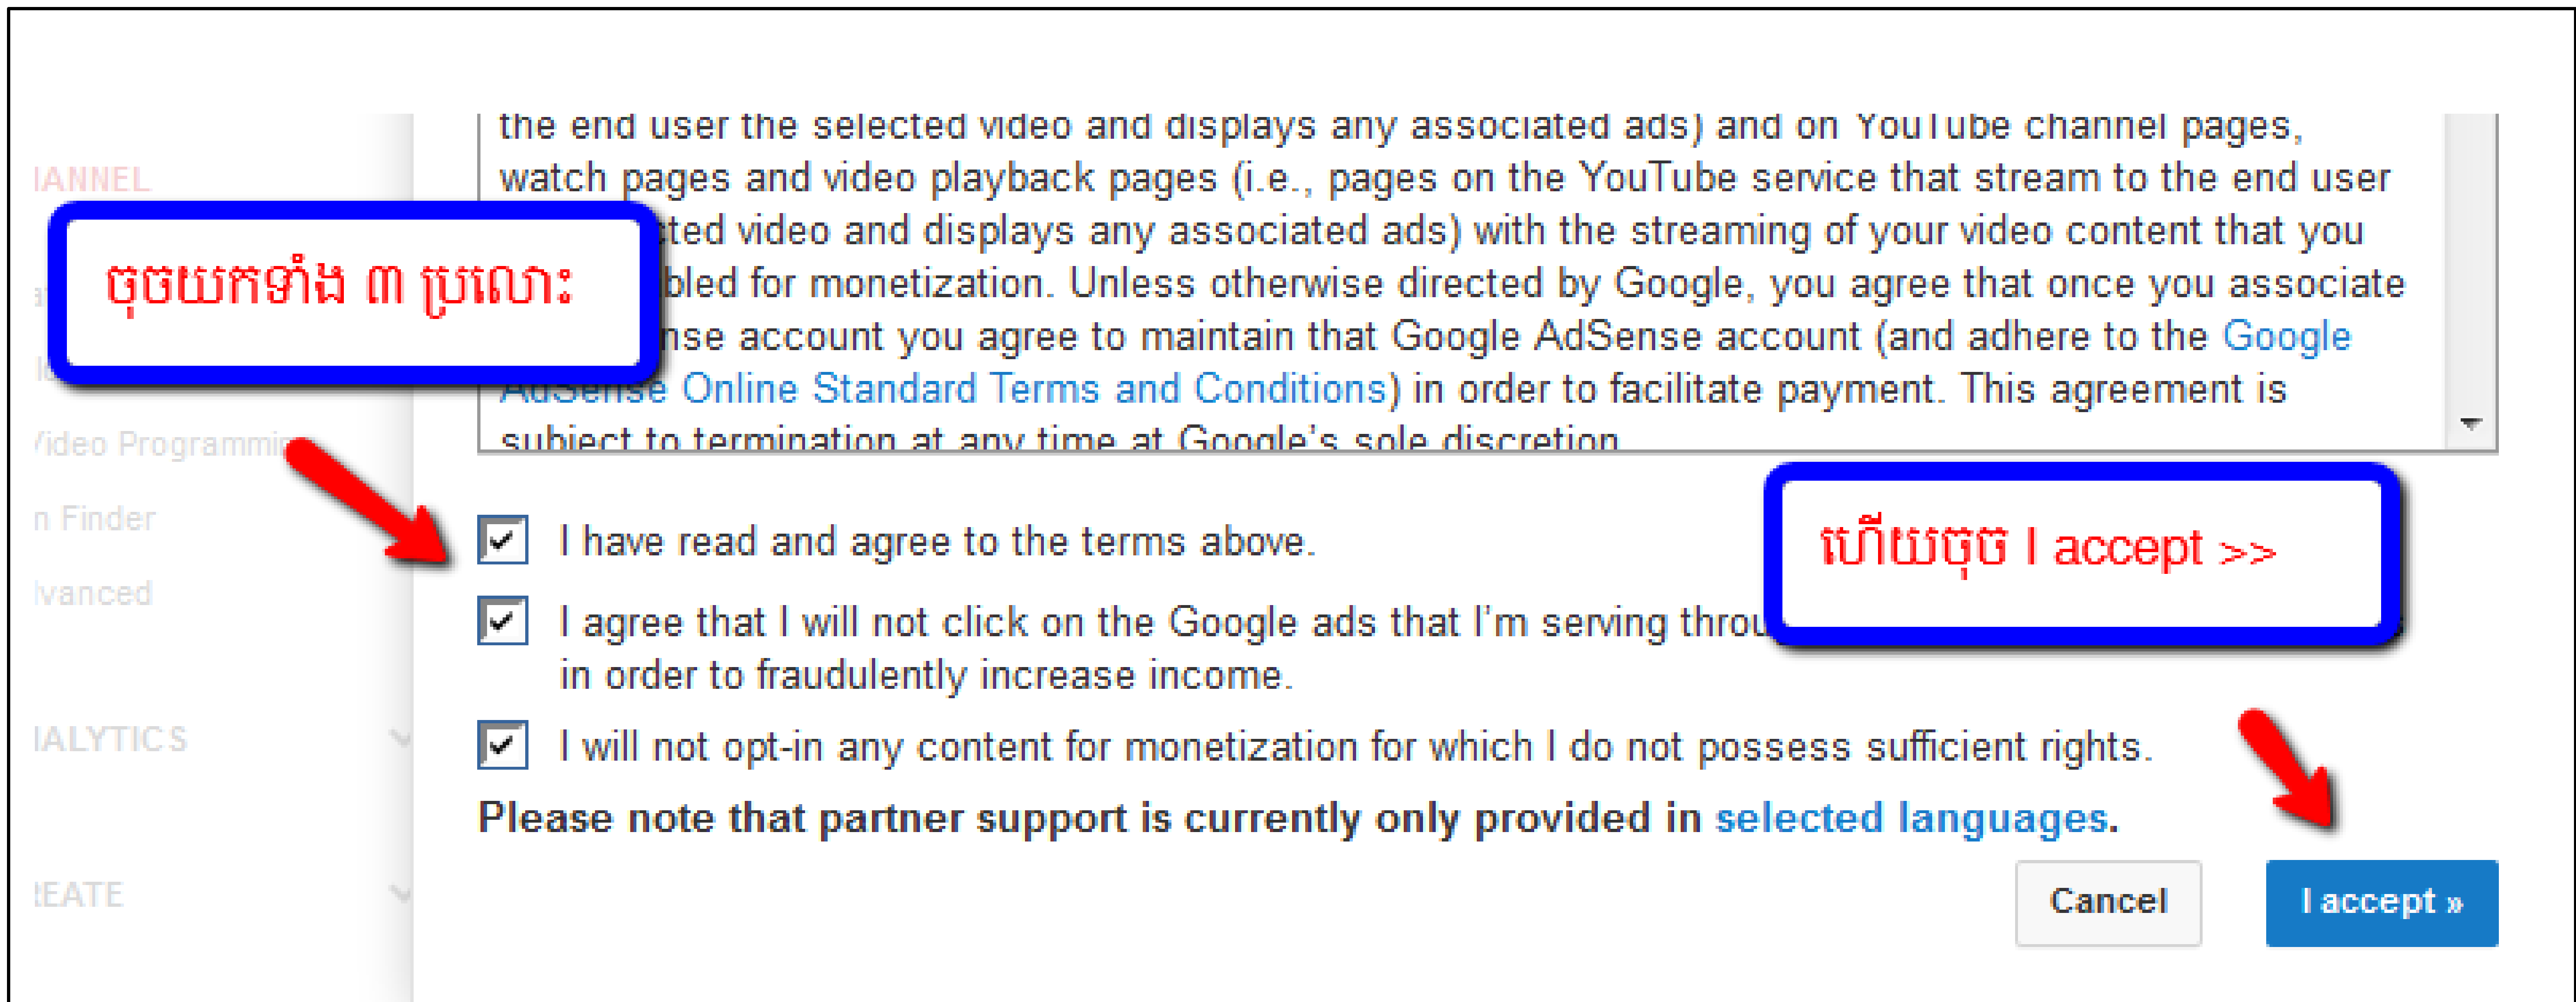 the end user the selected video and displays any associated ads) and on YouTube channel pages,
watch pages and video playback pages (i.e., pages on the YouTube service that stream to the end user
cted video and displays any associated ads) with the streaming of your video content that you
bled for monetization. Unless otherwise directed by Google, you agree that once you associate
nse account you agree to maintain that Google AdSense account (and adhere to the Google
AdSense Online Standard Terms and Conditions) in order to facilitate payment. This agreement is
subject to termination at any time at Google's sole discretion
IANNEL
ចុចយកទាំង ៣ ប្រលោះ
Video Programmin
n Finder
lvanced
IALYTICS
REATE
I have read and agree to the terms above.
ហើយចុច I accept >>
I agree that I will not click on the Google ads that I'm serving throu
in order to fraudulently increase income.
I will not opt-in any content for monetization for which I do not possess sufficient rights.
Please note that partner support is currently only provided in selected languages.
Cancel
I accept »